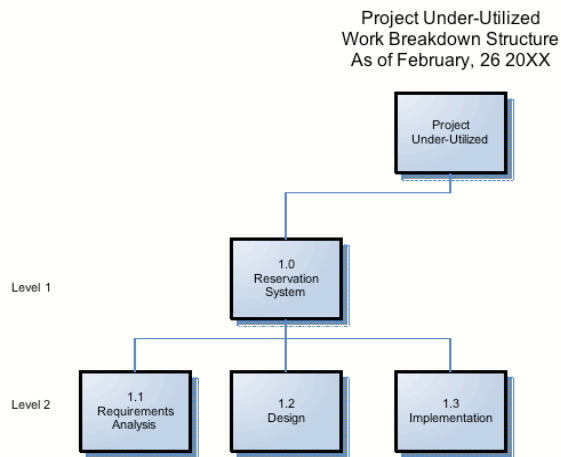 Project Under-Utilized
Work Breakdown Structure
As of February, 26 20XX
Project
Under-Utilized
Level 1
1.0
Reservation
System
Level 2
1.1
Requirements
Analysis
1.2
Design
1.3
Implementation